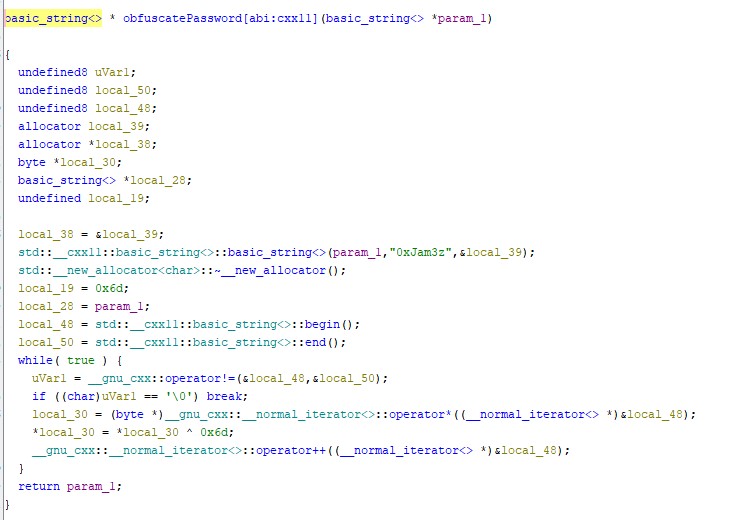 basic_string<> * obfuscatePassword[abi:cxx11](basic_string<> *param_1)
{
undefined8 uVar1;
undefined8 local_50;
undefined8 local_48;
allocator local_39;
allocator *local_38;
byte *local_30;
basic_string<> *local_28;
undefined local_19;
local_38 = &local_39;
std::__cxx11::basic_string<>::basic_string<>(param_1,"0xJam3z",&local_39);
std::__new_allocator<char>::~__new_allocator();
local_19 = 0x6d;
local_28 = param_1;
local_48 = std::__cxx11::basic_string<>::begin();
local_50 = std::__cxx11::basic_string<>::end();
while( true ) {
uVar1 = __gnu_cxx::operator!=(&local_48,&local_50);
if ((char)uVar1 == '\0') break;
local_30 = (byte *)__gnu_cxx::__normal_iterator<>::operator*((__normal_iterator<> *)&local_48);
*local_30 = *local_30 ^ 0x6d;
__gnu_cxx::__normal_iterator<>::operator++((__normal_iterator<> *)&local_48);
}
return param_1;
}